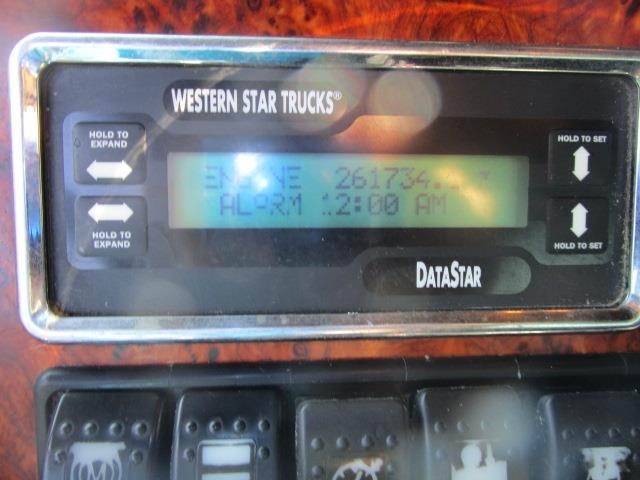 WESTERN STAR TRUCKS®
HOLD TO
EXPAND
HOLD TO SET
ENGINE 261734.
ALARM 12:00 AM
HOLD TO
EXPAND
HOLD TO SET
DATASTAR
M